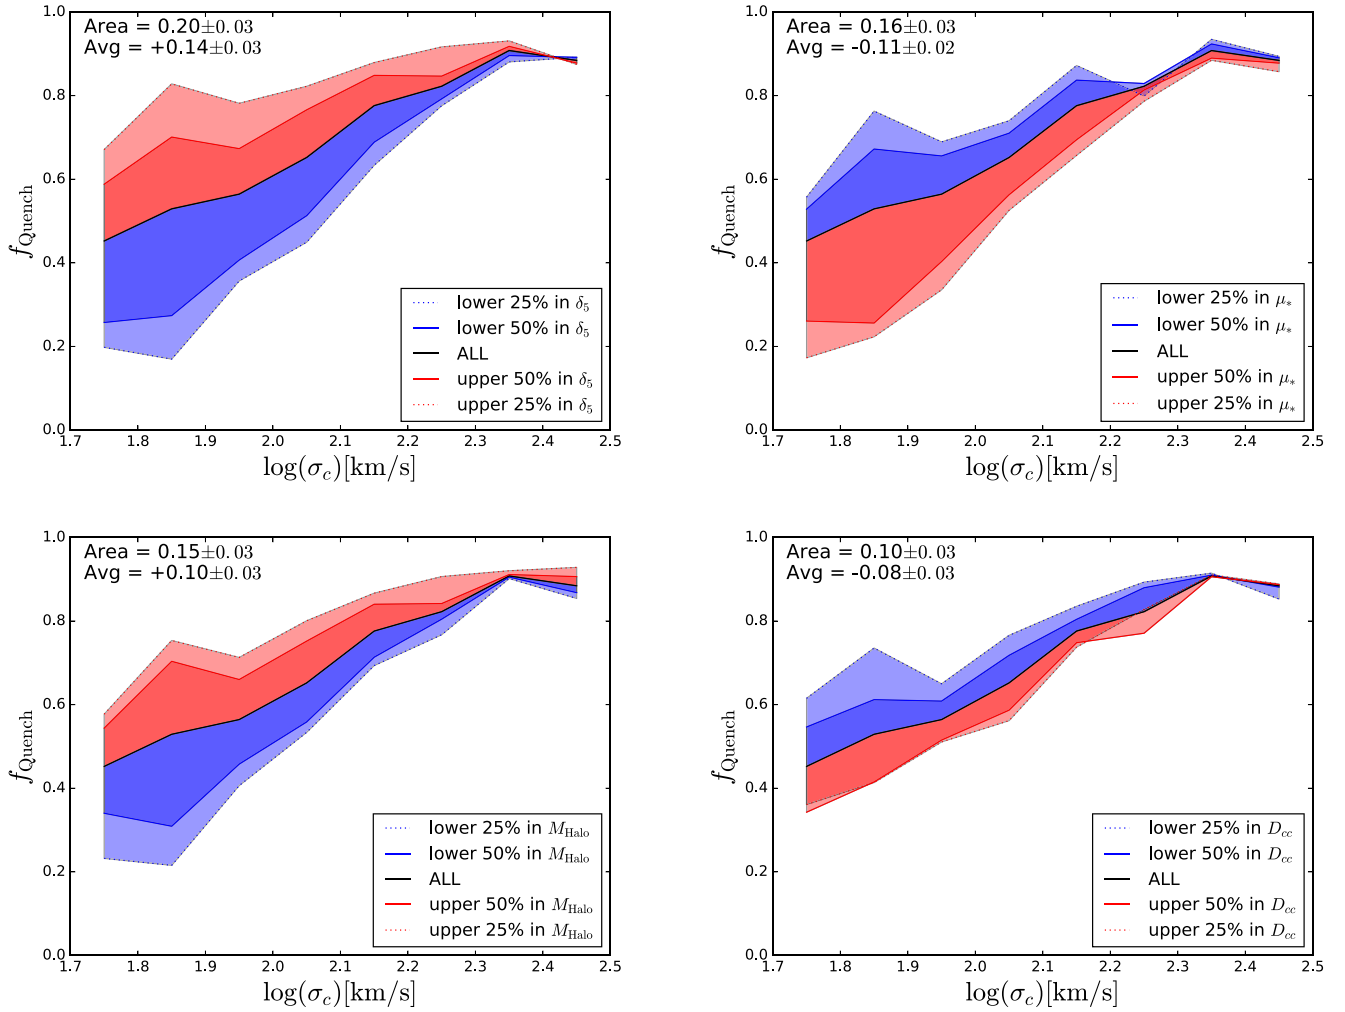 Area = 0.20±0.03
Avg = +0.14±0.03
1.0
0.8
0.6
0.4
0.2
0.0
f_Quench
lower 25% in δ₅
lower 50% in δ₅
ALL
upper 50% in δ₅
upper 25% in δ₅
1.7 1.8 1.9 2.0 2.1 2.2 2.3 2.4 2.5
log(σ_c)[km/s]
Area = 0.16±0.03
Avg = -0.11±0.02
1.0
0.8
0.6
0.4
0.2
0.0
f_Quench
lower 25% in μ_*
lower 50% in μ_*
ALL
upper 50% in μ_*
upper 25% in μ_*
1.7 1.8 1.9 2.0 2.1 2.2 2.3 2.4 2.5
log(σ_c)[km/s]
Area = 0.15±0.03
Avg = +0.10±0.03
1.0
0.8
0.6
0.4
0.2
0.0
f_Quench
lower 25% in M_Halo
lower 50% in M_Halo
ALL
upper 50% in M_Halo
upper 25% in M_Halo
1.7 1.8 1.9 2.0 2.1 2.2 2.3 2.4 2.5
log(σ_c)[km/s]
Area = 0.10±0.03
Avg = -0.08±0.03
1.0
0.8
0.6
0.4
0.2
0.0
f_Quench
lower 25% in D_cc
lower 50% in D_cc
ALL
upper 50% in D_cc
upper 25% in D_cc
1.7 1.8 1.9 2.0 2.1 2.2 2.3 2.4 2.5
log(σ_c)[km/s]